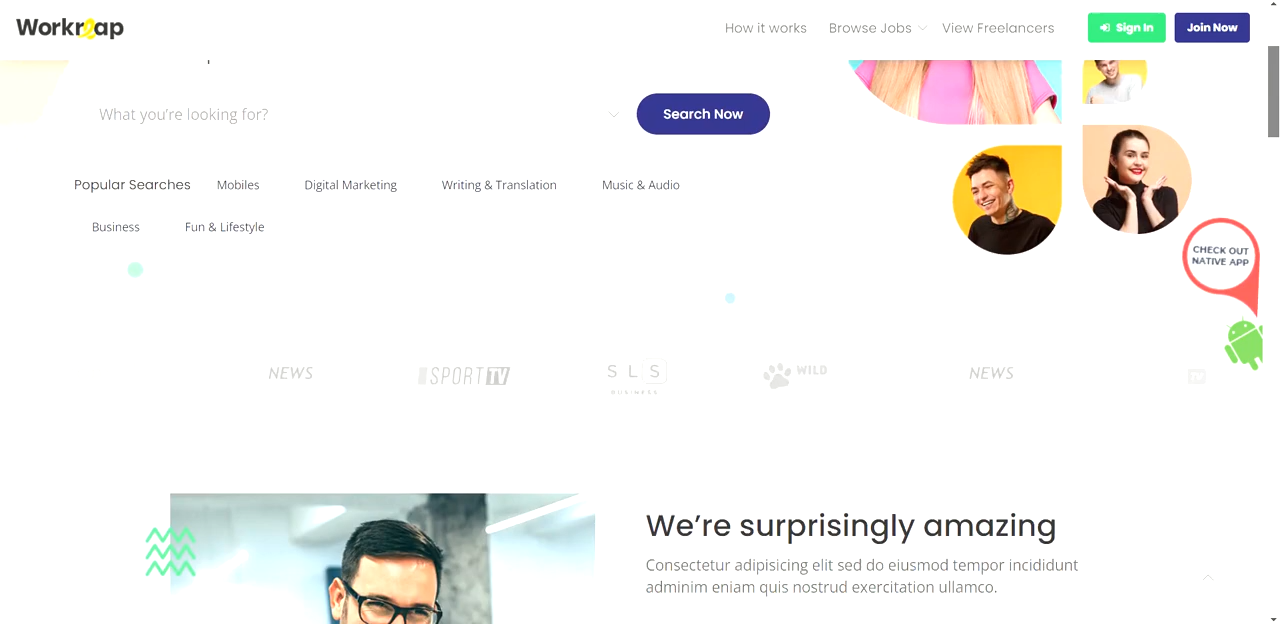 Workreap
How it works
Browse Jobs
View Freelancers
Sign In
Join Now
What you're looking for?
Search Now
Popular Searches
Mobiles
Digital Marketing
Writing & Translation
Music & Audio
Business
Fun & Lifestyle
CHECK OUT
NATIVE APP
NEWS
SPORT TV
SLS
BUSINESS
WILD
NEWS
TV
We're surprisingly amazing
Consectetur adipisicing elit sed do eiusmod tempor incididunt
adminim eniam quis nostrud exercitation ullamco.